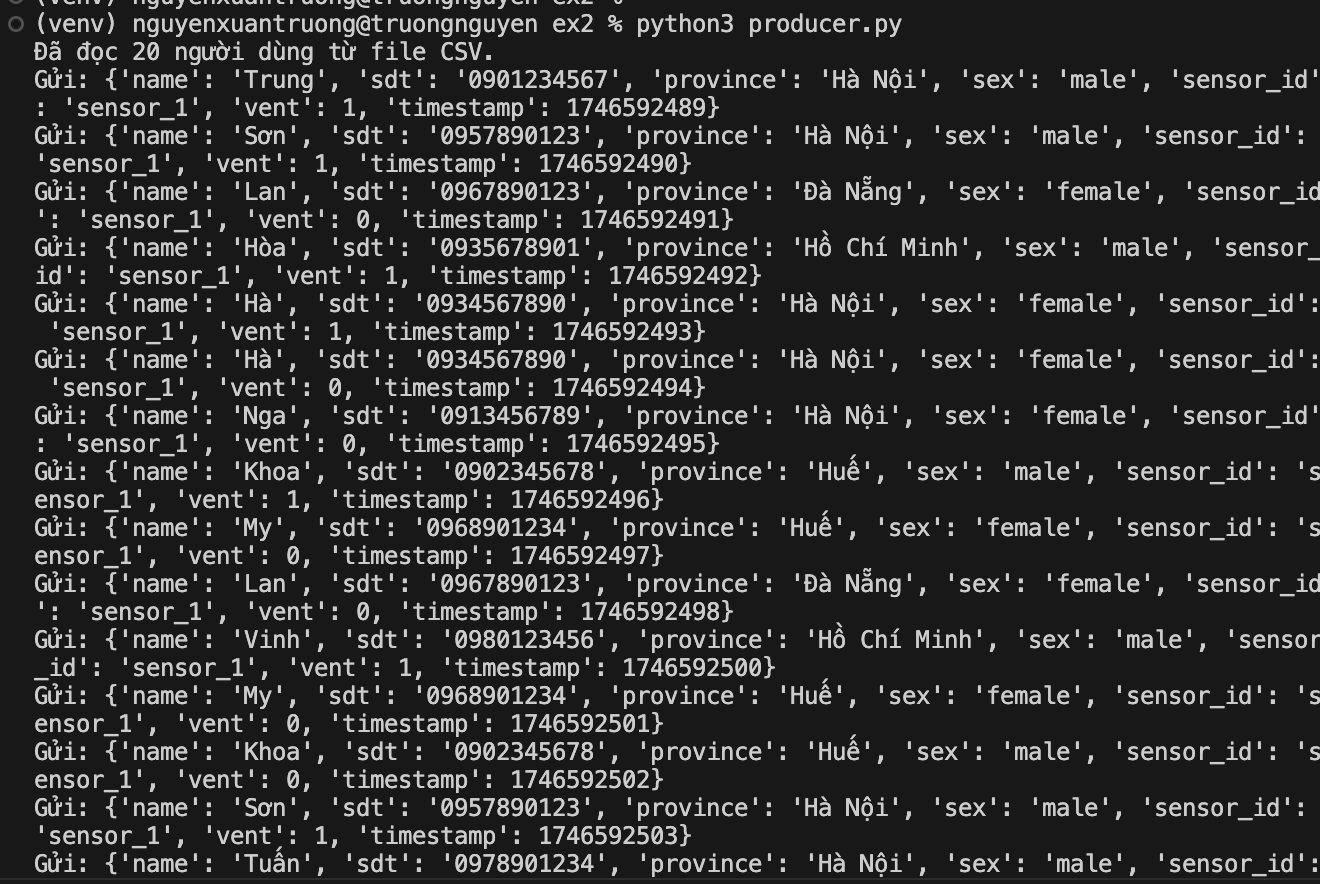 (venv) nguyenxuantruong@truongnguyen ex2 %
(venv) nguyenxuantruong@truongnguyen ex2 % python3 producer.py
Đã đọc 20 người dùng từ file CSV.
Gửi: {'name': 'Trung', 'sdt': '0901234567', 'province': 'Hà Nội', 'sex': 'male', 'sensor_id'
: 'sensor_1', 'vent': 1, 'timestamp': 1746592489}
Gửi: {'name': 'Sơn', 'sdt': '0957890123', 'province': 'Hà Nội', 'sex': 'male', 'sensor_id':
'sensor_1', 'vent': 1, 'timestamp': 1746592490}
Gửi: {'name': 'Lan', 'sdt': '0967890123', 'province': 'Đà Nẵng', 'sex': 'female', 'sensor_id
': 'sensor_1', 'vent': 0, 'timestamp': 1746592491}
Gửi: {'name': 'Hòa', 'sdt': '0935678901', 'province': 'Hồ Chí Minh', 'sex': 'male', 'sensor_
id': 'sensor_1', 'vent': 1, 'timestamp': 1746592492}
Gửi: {'name': 'Hà', 'sdt': '0934567890', 'province': 'Hà Nội', 'sex': 'female', 'sensor_id':
'sensor_1', 'vent': 1, 'timestamp': 1746592493}
Gửi: {'name': 'Hà', 'sdt': '0934567890', 'province': 'Hà Nội', 'sex': 'female', 'sensor_id':
'sensor_1', 'vent': 0, 'timestamp': 1746592494}
Gửi: {'name': 'Nga', 'sdt': '0913456789', 'province': 'Hà Nội', 'sex': 'female', 'sensor_id'
: 'sensor_1', 'vent': 0, 'timestamp': 1746592495}
Gửi: {'name': 'Khoa', 'sdt': '0902345678', 'province': 'Huế', 'sex': 'male', 'sensor_id': 's
ensor_1', 'vent': 1, 'timestamp': 1746592496}
Gửi: {'name': 'My', 'sdt': '0968901234', 'province': 'Huế', 'sex': 'female', 'sensor_id': 's
ensor_1', 'vent': 0, 'timestamp': 1746592497}
Gửi: {'name': 'Lan', 'sdt': '0967890123', 'province': 'Đà Nẵng', 'sex': 'female', 'sensor_id
': 'sensor_1', 'vent': 0, 'timestamp': 1746592498}
Gửi: {'name': 'Vinh', 'sdt': '0980123456', 'province': 'Hồ Chí Minh', 'sex': 'male', 'sensor
_id': 'sensor_1', 'vent': 1, 'timestamp': 1746592500}
Gửi: {'name': 'My', 'sdt': '0968901234', 'province': 'Huế', 'sex': 'female', 'sensor_id': 's
ensor_1', 'vent': 0, 'timestamp': 1746592501}
Gửi: {'name': 'Khoa', 'sdt': '0902345678', 'province': 'Huế', 'sex': 'male', 'sensor_id': 's
ensor_1', 'vent': 0, 'timestamp': 1746592502}
Gửi: {'name': 'Sơn', 'sdt': '0957890123', 'province': 'Hà Nội', 'sex': 'male', 'sensor_id':
'sensor_1', 'vent': 1, 'timestamp': 1746592503}
Gửi: {'name': 'Tuấn', 'sdt': '0978901234', 'province': 'Hà Nội', 'sex': 'male', 'sensor_id':